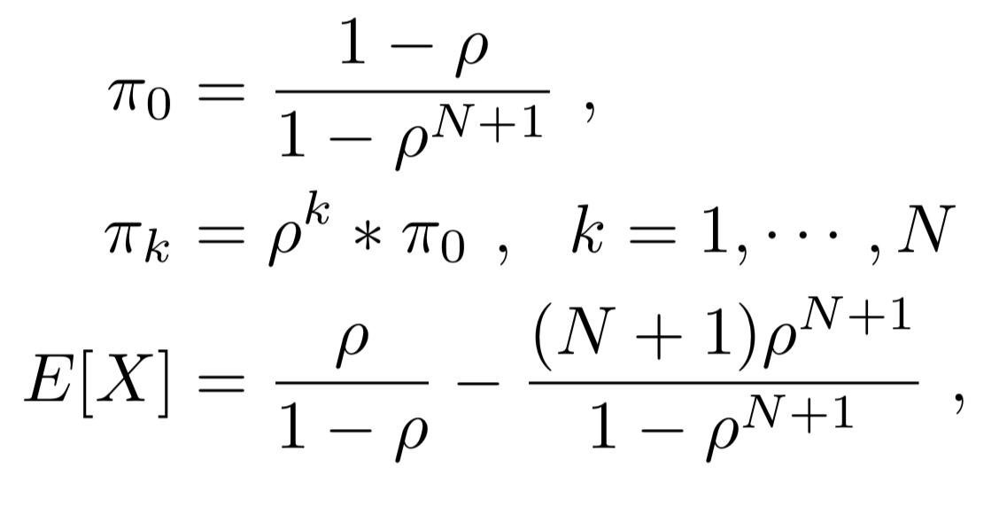 π₀ = (1 − ρ) / (1 − ρ^{N+1}) ,
π_k = ρ^k * π₀ , k = 1, ⋯ , N
E[X] = ρ / (1 − ρ) − (N + 1)ρ^{N+1} / (1 − ρ^{N+1}) ,